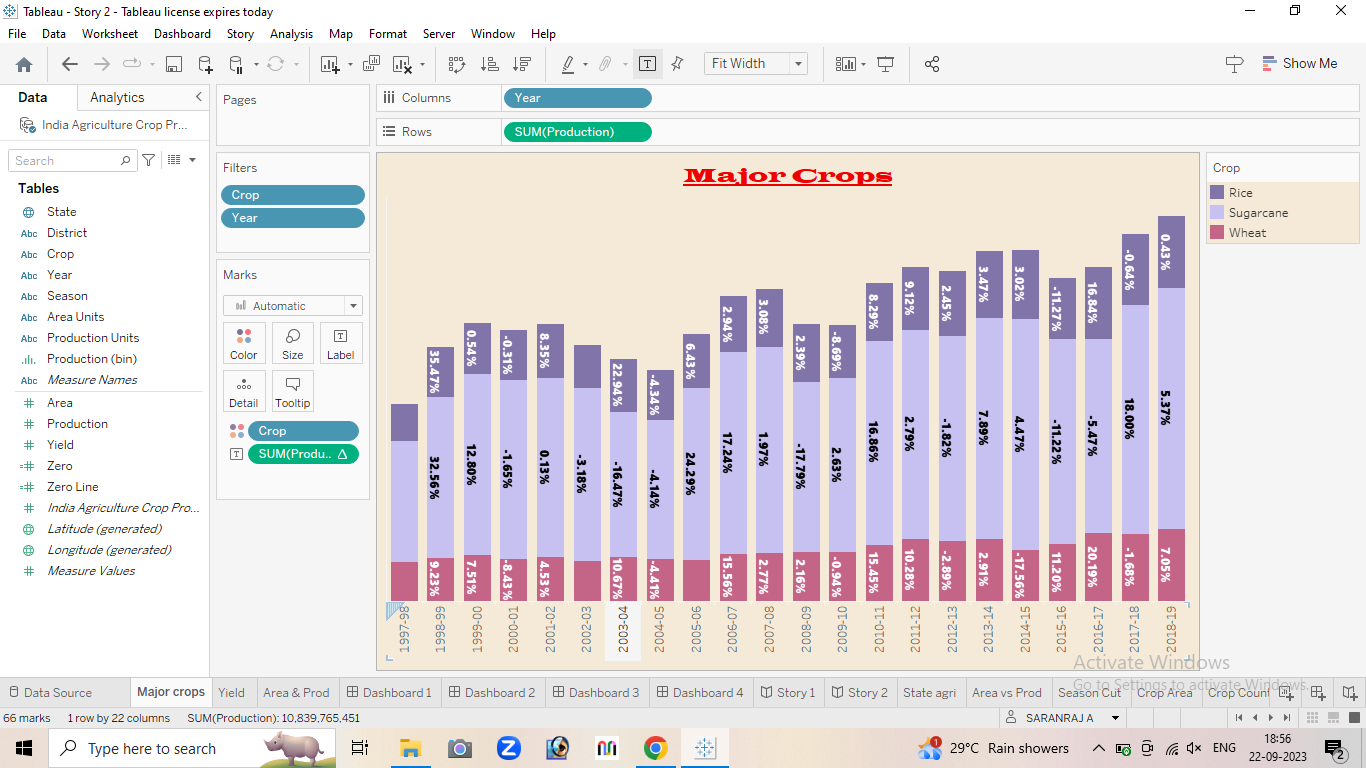 Tableau - Story 2 - Tableau license expires today
File Data Worksheet Dashboard Story Analysis Map Format Server Window Help
Fit Width
Show Me
Data Analytics
India Agriculture Crop Pr...
Search
Tables
State
Abc District
Abc Crop
Abc Year
Abc Season
Abc Area Units
Abc Production Units
Production (bin)
Abc Measure Names
Area
Production
Yield
Zero
Zero Line
India Agriculture Crop Pro...
Latitude (generated)
Longitude (generated)
Measure Values
Pages
Filters
Crop
Year
Marks
Automatic
Color Size Label
Detail Tooltip
Crop
SUM(Produ.. Δ
Columns Year
Rows SUM(Production)
Major Crops
35.47% 0.54% -0.31% 8.35% 22.94% -4.34% 6.43% 2.94% 3.08% 2.39% -8.69% 8.29% 9.12% 2.45% 3.47% 3.02% -11.27% 16.84% -0.64% 0.43%
32.56% 12.80% -1.65% 0.13% -3.18% -16.47% -4.14% 24.29% 17.24% 1.97% -17.79% 2.63% 16.86% 2.79% -1.82% 7.89% 4.47% -11.22% -5.47% 18.00% 5.37%
9.23% 7.51% -8.43% 4.53% 10.67% -4.41% 15.56% 2.77% 2.16% -0.94% 15.45% 10.28% -2.89% 2.91% -17.56% 11.20% 20.19% -1.68% 7.05%
1997-98 1998-99 1999-00 2000-01 2001-02 2002-03 2003-04 2004-05 2005-06 2006-07 2007-08 2008-09 2009-10 2010-11 2011-12 2012-13 2013-14 2014-15 2015-16 2016-17 2017-18 2018-19
Crop
Rice
Sugarcane
Wheat
Activate Windows
Go to Settings to activate Windows.
Data Source Major crops Yield Area & Prod Dashboard 1 Dashboard 2 Dashboard 3 Dashboard 4 Story 1 Story 2 State agri Area vs Prod Season Cut Crop Area Crop Count
66 marks 1 row by 22 columns SUM(Production): 10,839,765,451
SARANRAJ A
Type here to search
29°C Rain showers
ENG
18:56
22-09-2023
2